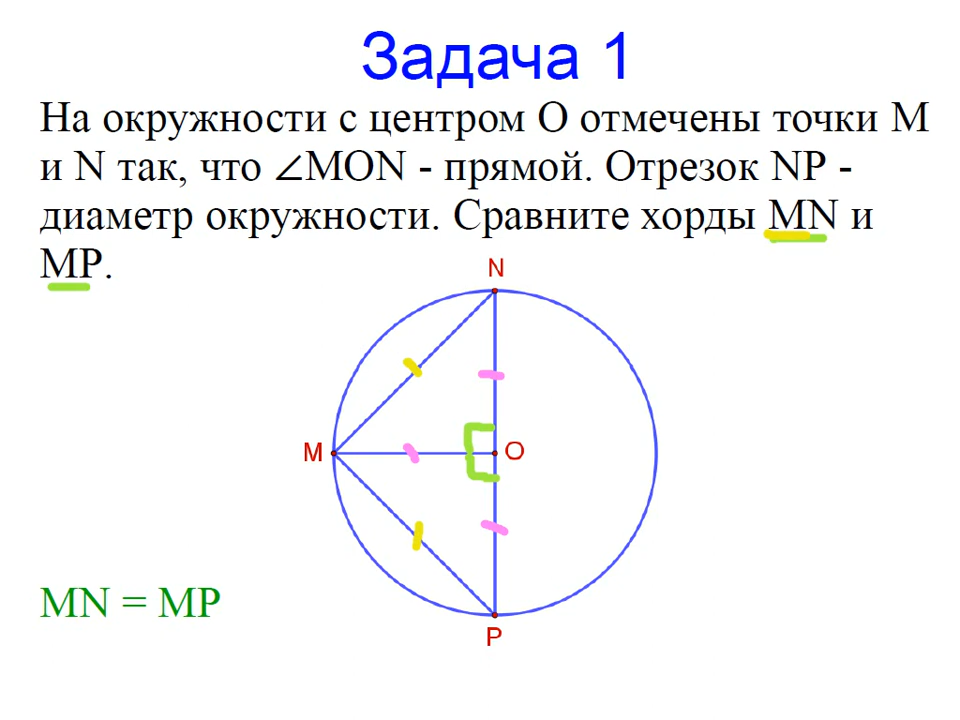 Задача 1
На окружности с центром О отмечены точки М
и N так, что ∠MON - прямой. Отрезок NP -
диаметр окружности. Сравните хорды MN и
MP.
N
M
O
MN = MP
P